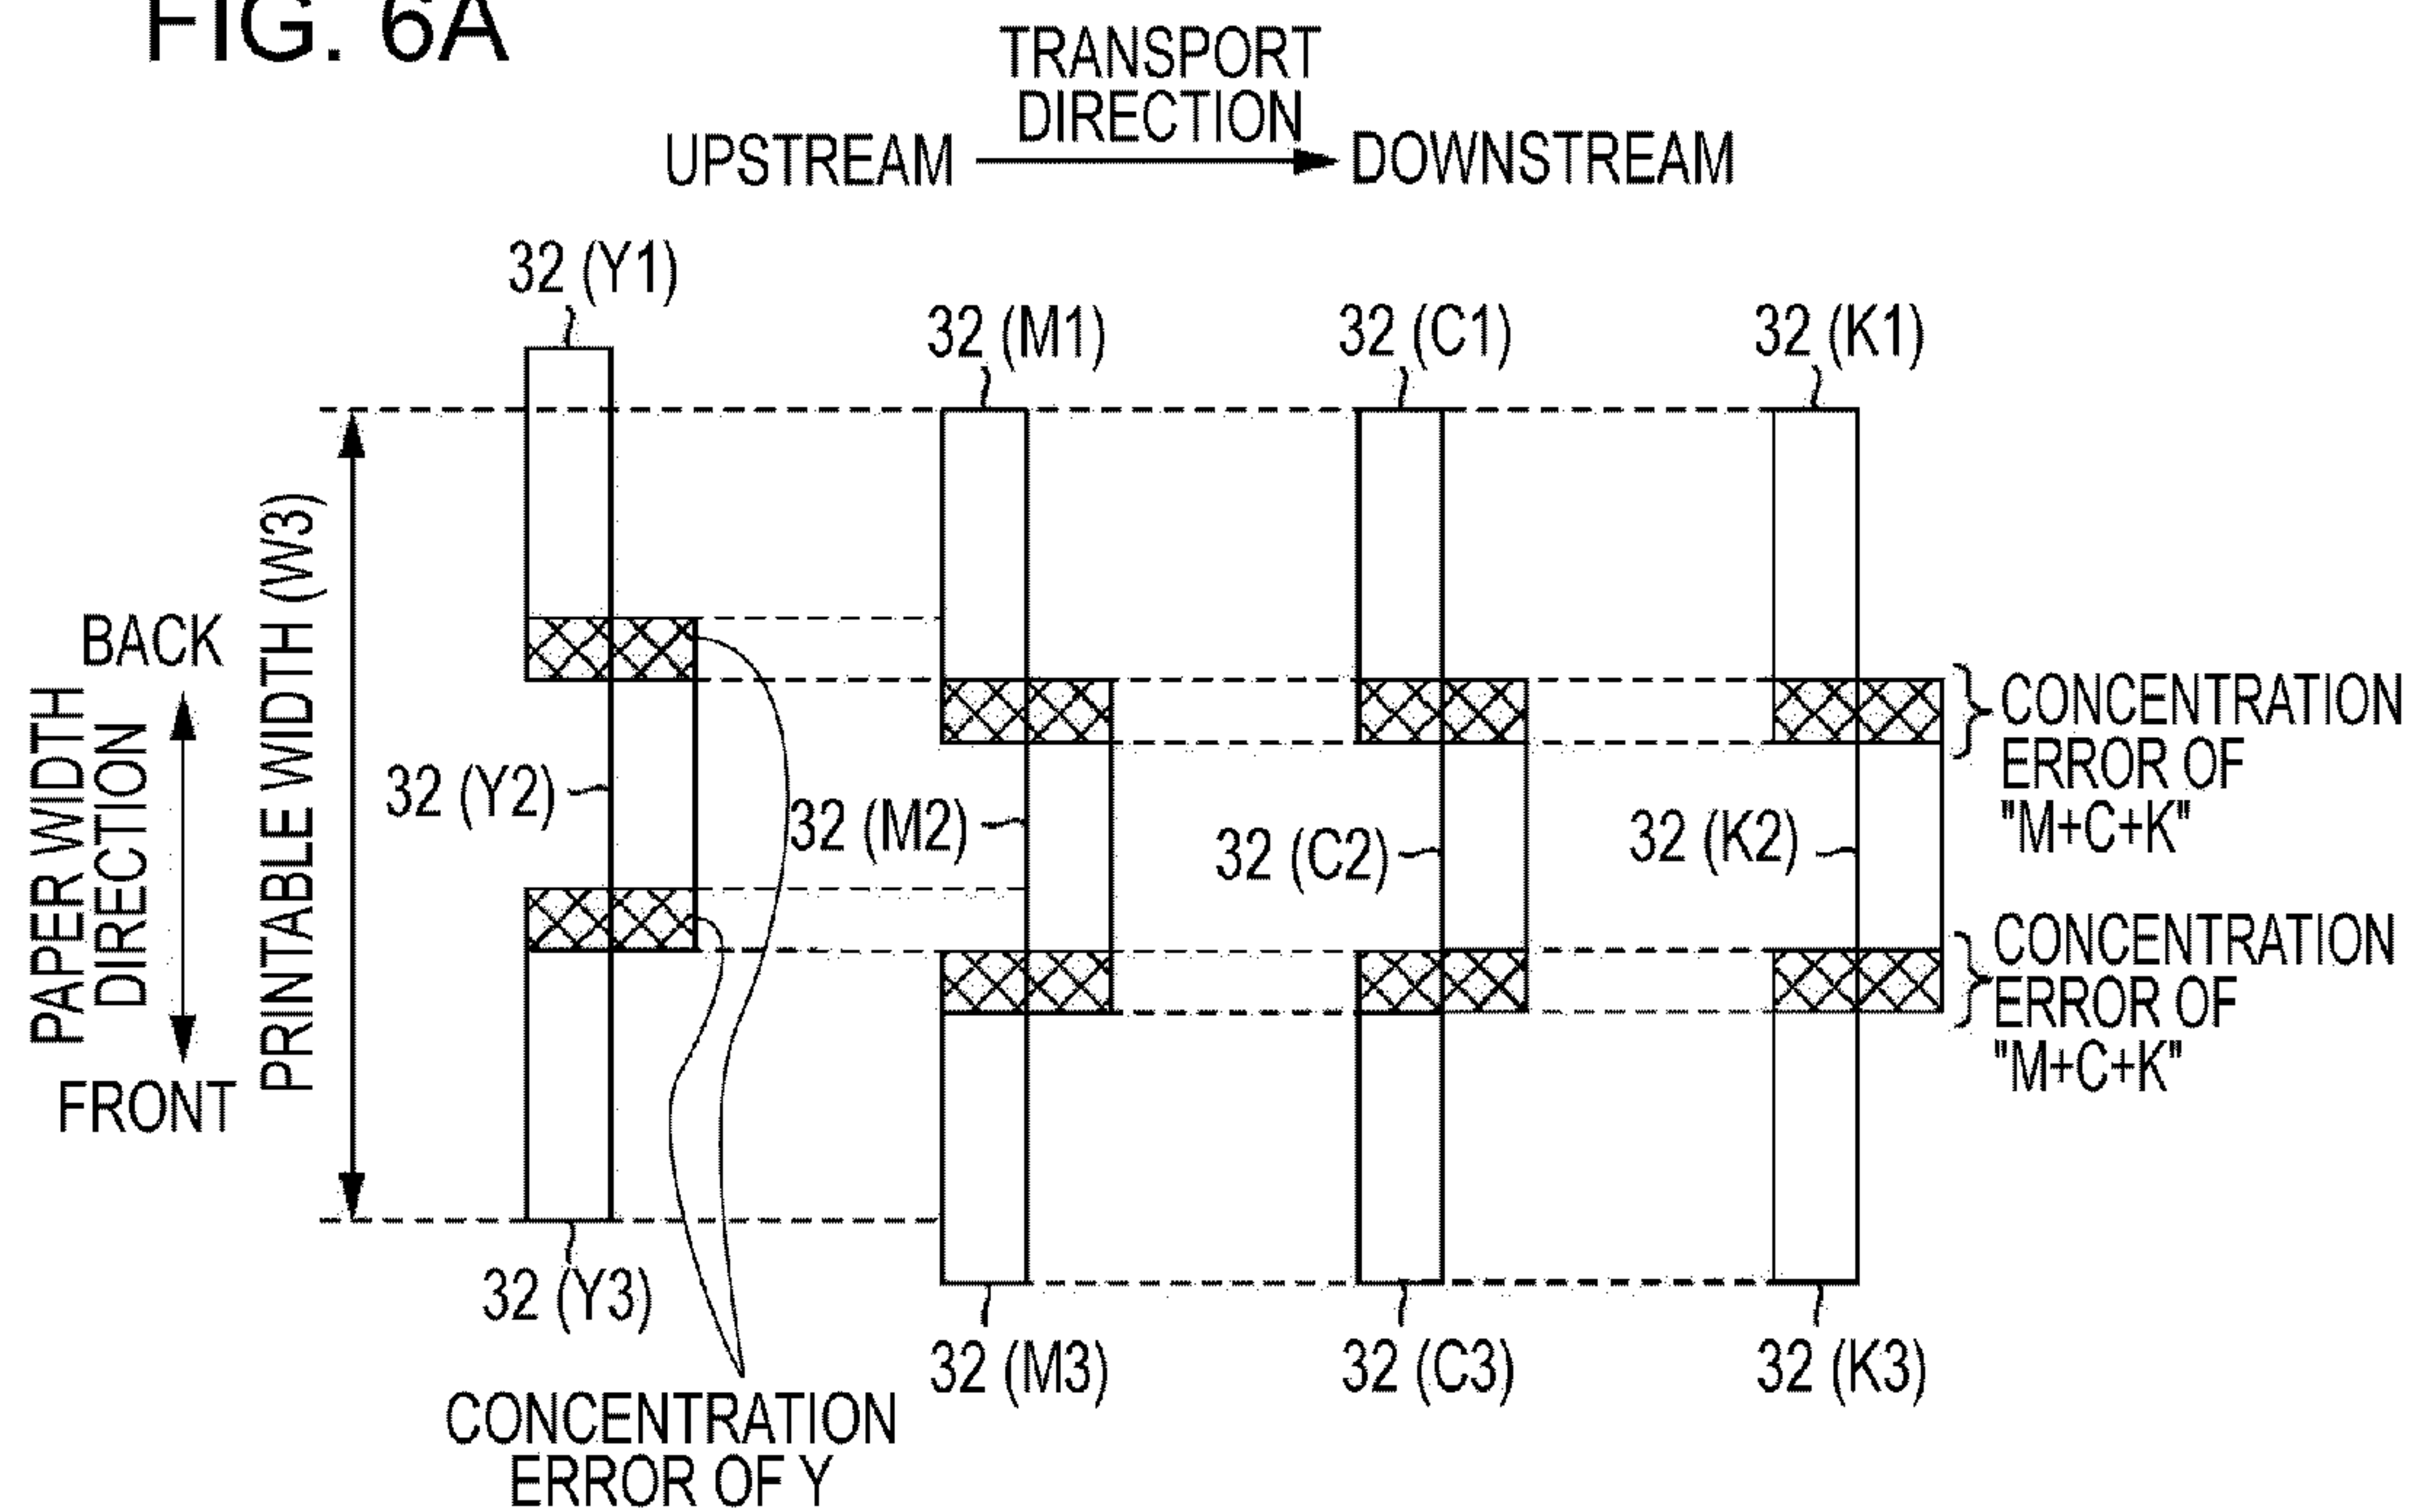 FIG. 6A
TRANSPORT
DIRECTION
UPSTREAM
DOWNSTREAM
32 (Y1)
32 (M1)
32 (C1)
32 (K1)
PRINTABLE WIDTH (W3)
BACK
PAPER WIDTH
DIRECTION
FRONT
32 (Y2)
32 (M2)
32 (C2)
32 (K2)
CONCENTRATION
ERROR OF
"M+C+K"
CONCENTRATION
ERROR OF
"M+C+K"
32 (Y3)
32 (M3)
32 (C3)
32 (K3)
CONCENTRATION
ERROR OF Y